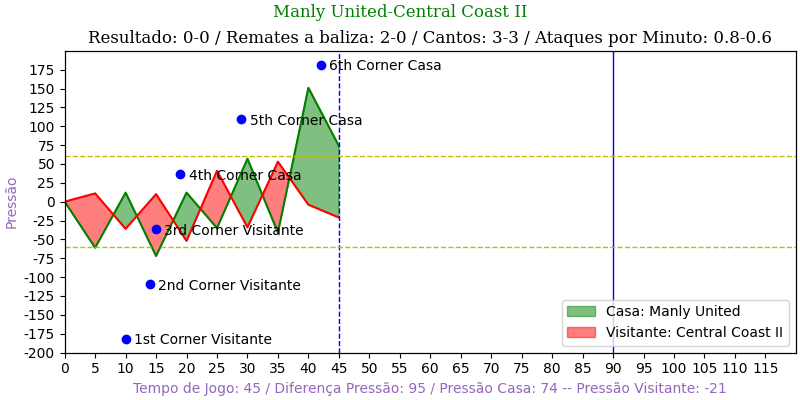 Manly United-Central Coast II
Resultado: 0-0 / Remates a baliza: 2-0 / Cantos: 3-3 / Ataques por Minuto: 0.8-0.6
Pressão
175
150
125
100
75
50
25
0
-25
-50
-75
-100
-125
-150
-175
-200
6th Corner Casa
5th Corner Casa
4th Corner Casa
3rd Corner Visitante
2nd Corner Visitante
1st Corner Visitante
Casa: Manly United
Visitante: Central Coast II
0 5 10 15 20 25 30 35 40 45 50 55 60 65 70 75 80 85 90 95 100 105 110 115
Tempo de Jogo: 45 / Diferença Pressão: 95 / Pressão Casa: 74 -- Pressão Visitante: -21